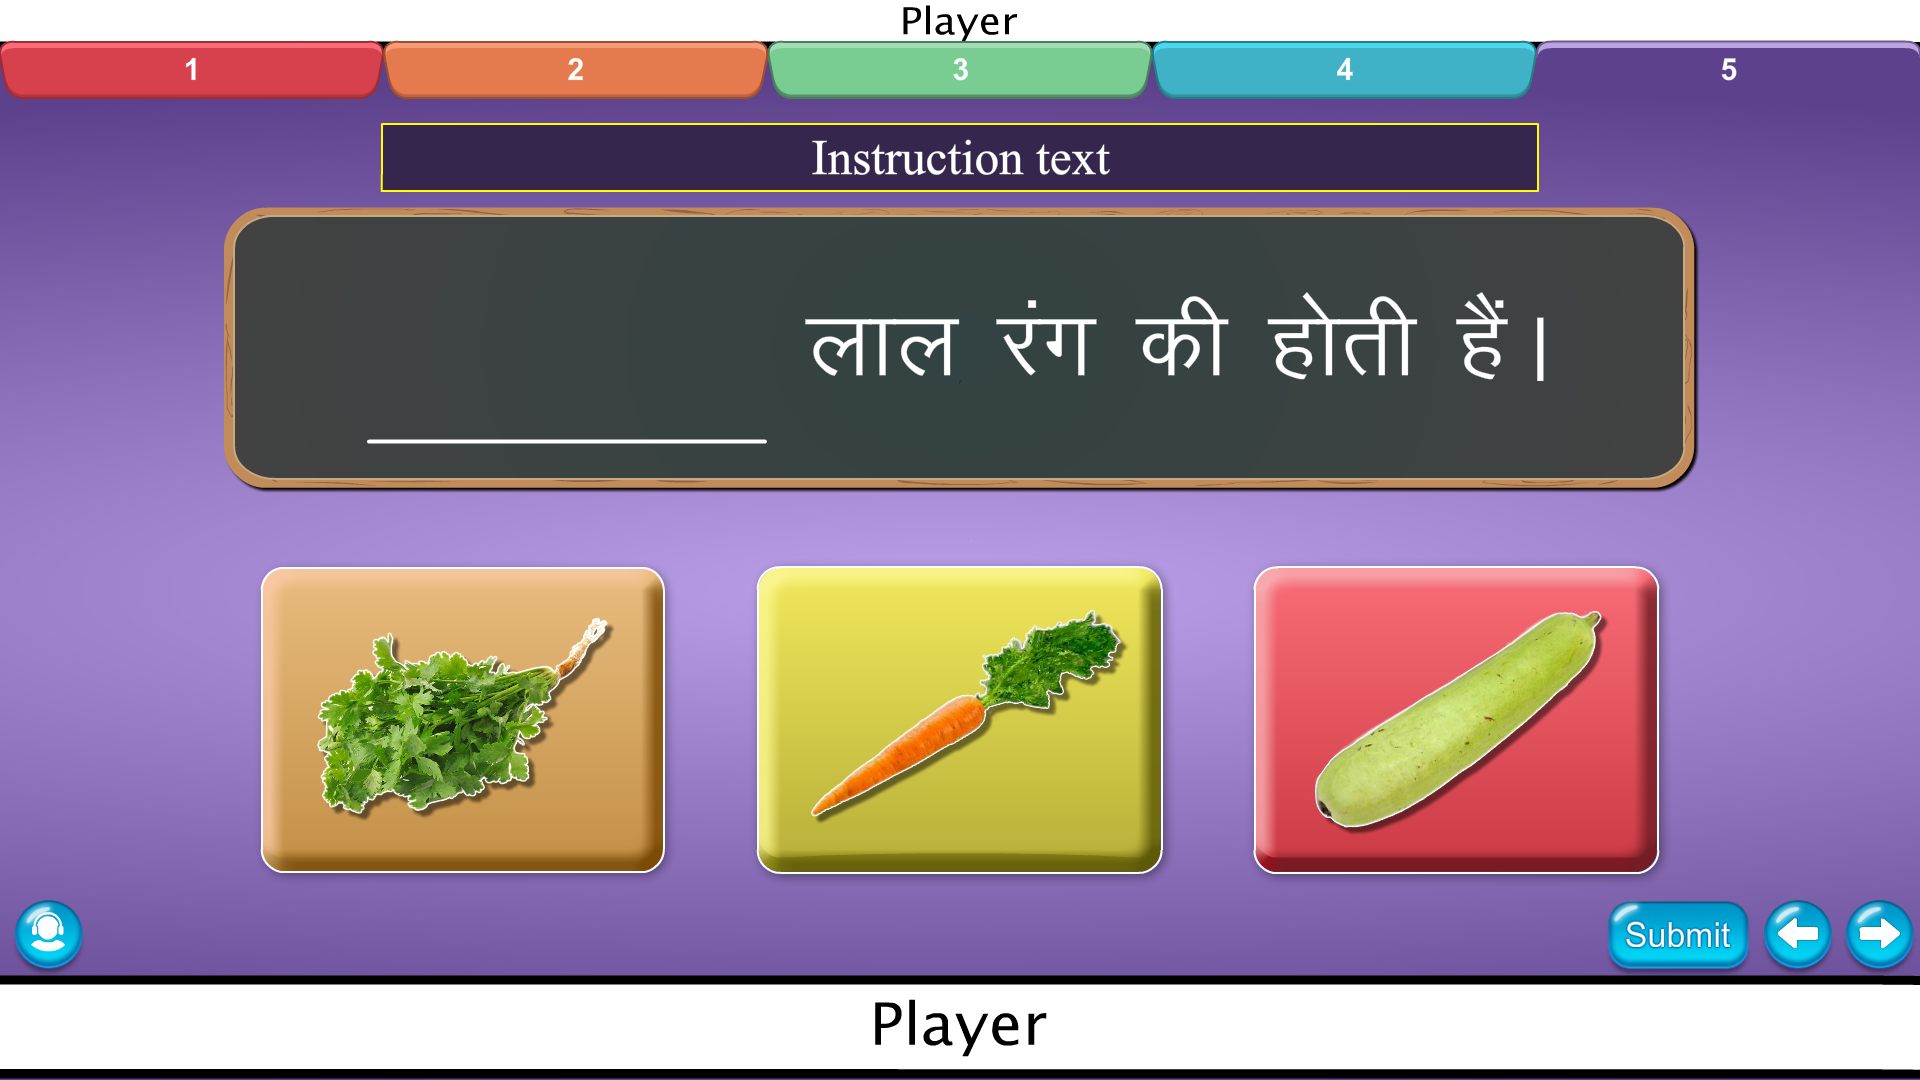 Player
1 2 3 4 5
Instruction text
लाल रंग की होती हैं।
Submit
Player